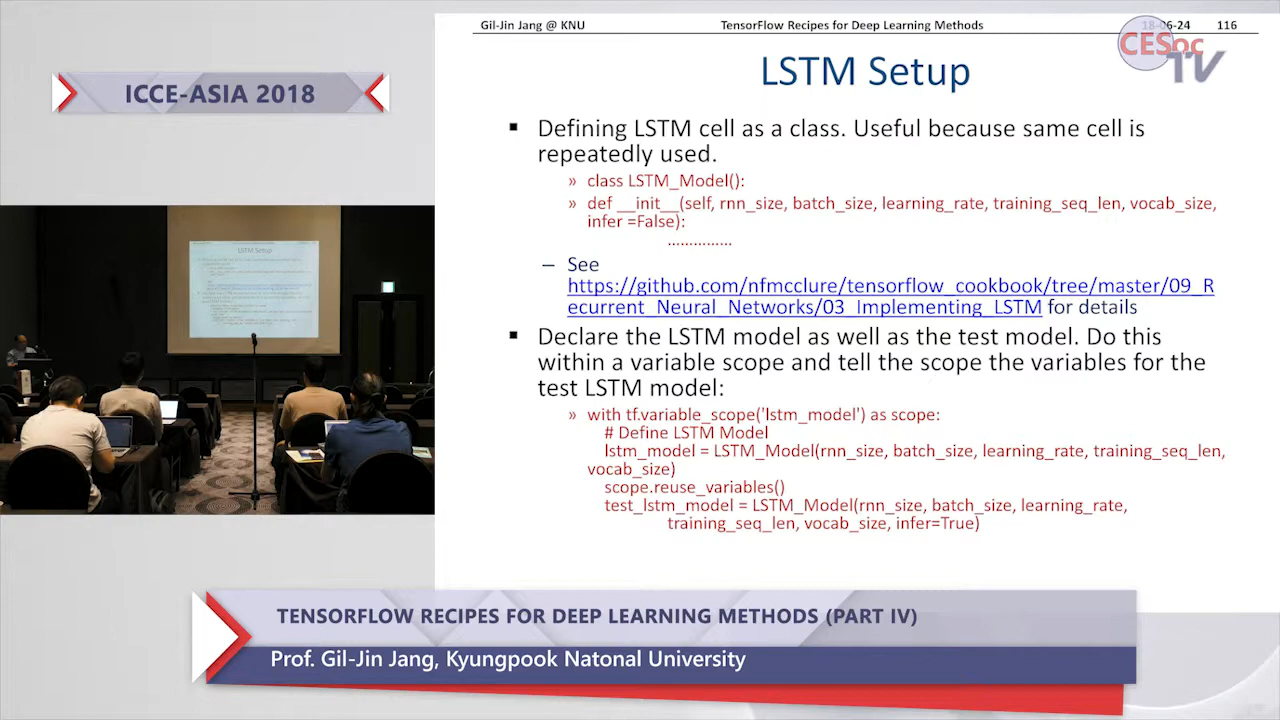 Gil-Jin Jang @ KNU
TensorFlow Recipes for Deep Learning Methods
18-06-24
116
CESoc
TV
ICCE-ASIA 2018
LSTM Setup
▪ Defining LSTM cell as a class. Useful because same cell is
repeatedly used.
» class LSTM_Model():
» def __init__(self, rnn_size, batch_size, learning_rate, training_seq_len, vocab_size,
infer =False):
...............
– See
https://github.com/nfmcclure/tensorflow_cookbook/tree/master/09_R
ecurrent_Neural_Networks/03_Implementing_LSTM for details
▪ Declare the LSTM model as well as the test model. Do this
within a variable scope and tell the scope the variables for the
test LSTM model:
» with tf.variable_scope('lstm_model') as scope:
# Define LSTM Model
lstm_model = LSTM_Model(rnn_size, batch_size, learning_rate, training_seq_len,
vocab_size)
scope.reuse_variables()
test_lstm_model = LSTM_Model(rnn_size, batch_size, learning_rate,
training_seq_len, vocab_size, infer=True)
LSTM Setup
TENSORFLOW RECIPES FOR DEEP LEARNING METHODS (PART IV)
Prof. Gil-Jin Jang, Kyungpook Natonal University